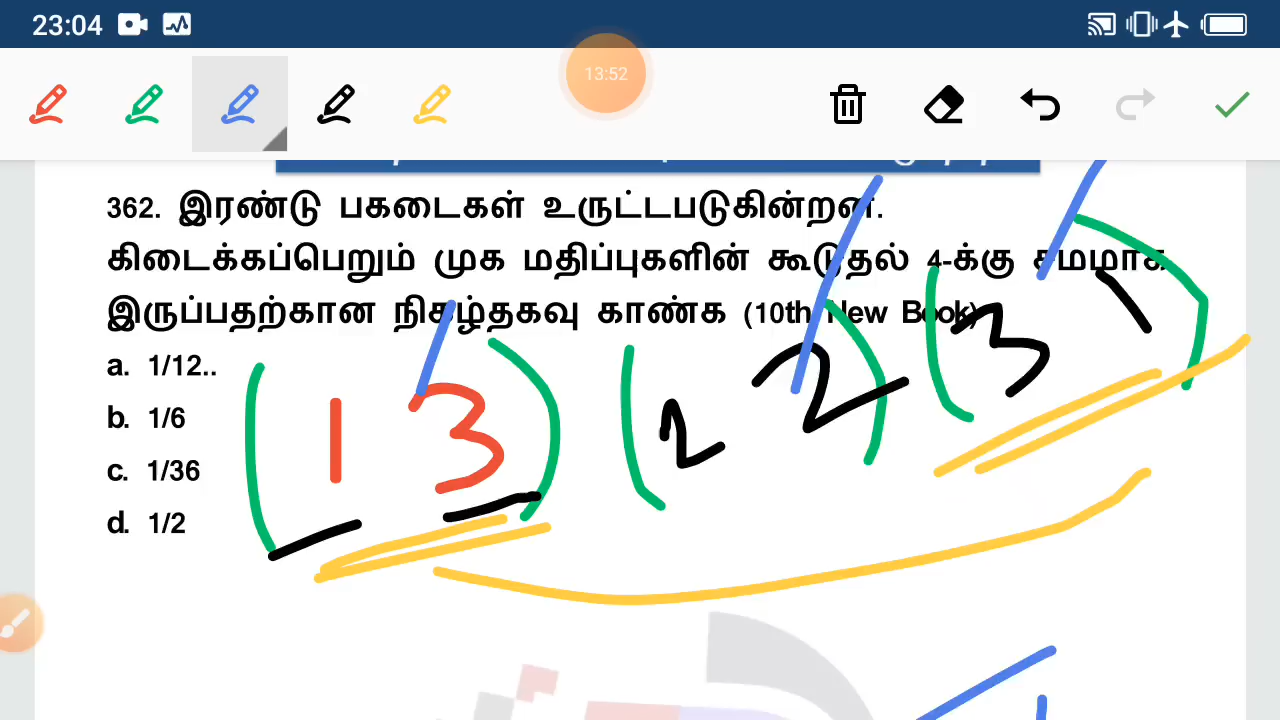 23:04
13:52
362. இரண்டு பகடைகள் உருட்டபடுகின்றன.
கிடைக்கப்பெறும் முக மதிப்புகளின் கூடுதல் 4-க்கு சமமாக
இருப்பதற்கான நிகழ்தகவு காண்க (10th New Book)
a. 1/12..
b. 1/6
c. 1/36
d. 1/2
(1 3) (2 2) (3 1)